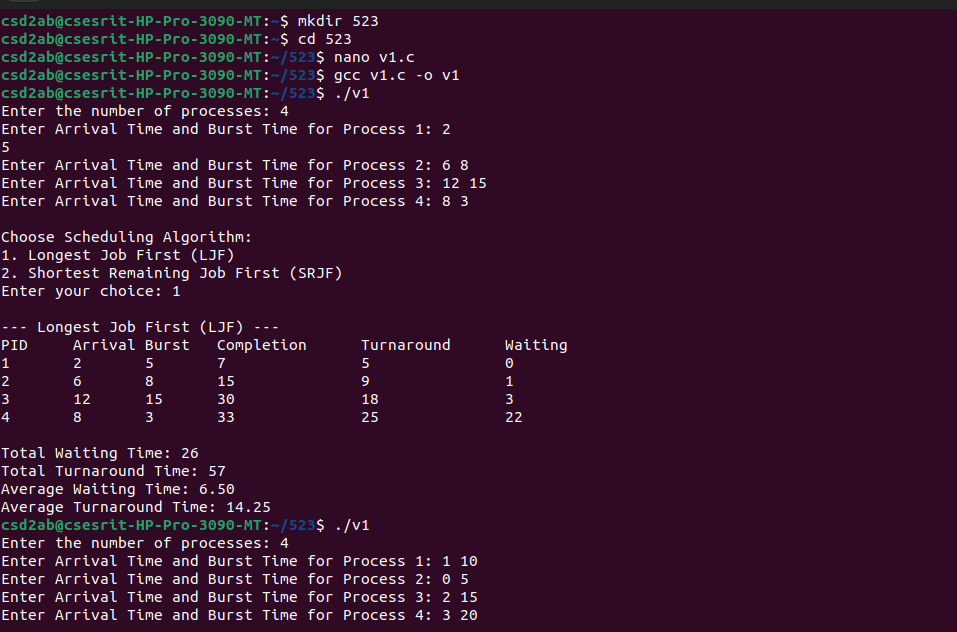 csd2ab@csesrit-HP-Pro-3090-MT:~$ mkdir 523
csd2ab@csesrit-HP-Pro-3090-MT:~$ cd 523
csd2ab@csesrit-HP-Pro-3090-MT:~/523$ nano v1.c
csd2ab@csesrit-HP-Pro-3090-MT:~/523$ gcc v1.c -o v1
csd2ab@csesrit-HP-Pro-3090-MT:~/523$ ./v1
Enter the number of processes: 4
Enter Arrival Time and Burst Time for Process 1: 2
5
Enter Arrival Time and Burst Time for Process 2: 6 8
Enter Arrival Time and Burst Time for Process 3: 12 15
Enter Arrival Time and Burst Time for Process 4: 8 3

Choose Scheduling Algorithm:
1. Longest Job First (LJF)
2. Shortest Remaining Job First (SRJF)
Enter your choice: 1

--- Longest Job First (LJF) ---
PID     Arrival Burst   Completion      Turnaround      Waiting
1       2       5       7               5               0
2       6       8       15              9               1
3       12      15      30              18              3
4       8       3       33              25              22

Total Waiting Time: 26
Total Turnaround Time: 57
Average Waiting Time: 6.50
Average Turnaround Time: 14.25
csd2ab@csesrit-HP-Pro-3090-MT:~/523$ ./v1
Enter the number of processes: 4
Enter Arrival Time and Burst Time for Process 1: 1 10
Enter Arrival Time and Burst Time for Process 2: 0 5
Enter Arrival Time and Burst Time for Process 3: 2 15
Enter Arrival Time and Burst Time for Process 4: 3 20